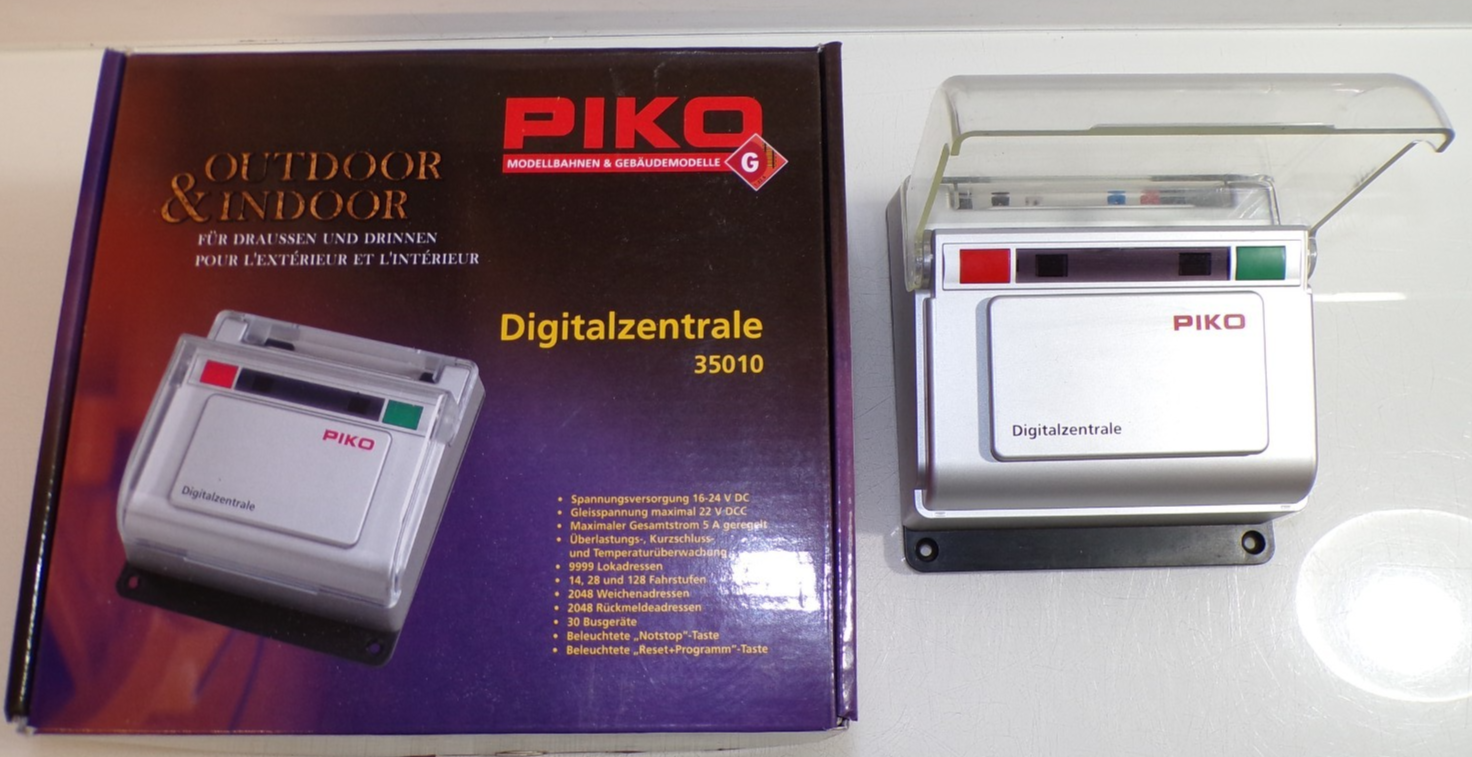 PIKO
MODELLBAHNEN & GEBÄUDEMODELLE G
OUTDOOR
& INDOOR
FÜR DRAUSSEN UND DRINNEN
POUR L'EXTÉRIEUR ET L'INTÉRIEUR
Digitalzentrale
35010
PIKO
Digitalzentrale
• Spannungsversorgung 16-24 V DC
• Gleisspannung maximal 22 V DCC
• Maximaler Gesamtstrom 5 A geregelt
• Überlastungs-, Kurzschluss-
und Temperaturüberwachung
• 9999 Lokadressen
• 14, 28 und 128 Fahrstufen
• 2048 Weichenadressen
• 2048 Rückmeldeadressen
• 30 Busgeräte
• Beleuchtete „Notstop"-Taste
• Beleuchtete „Reset+Programm"-Taste
PIKO
Digitalzentrale